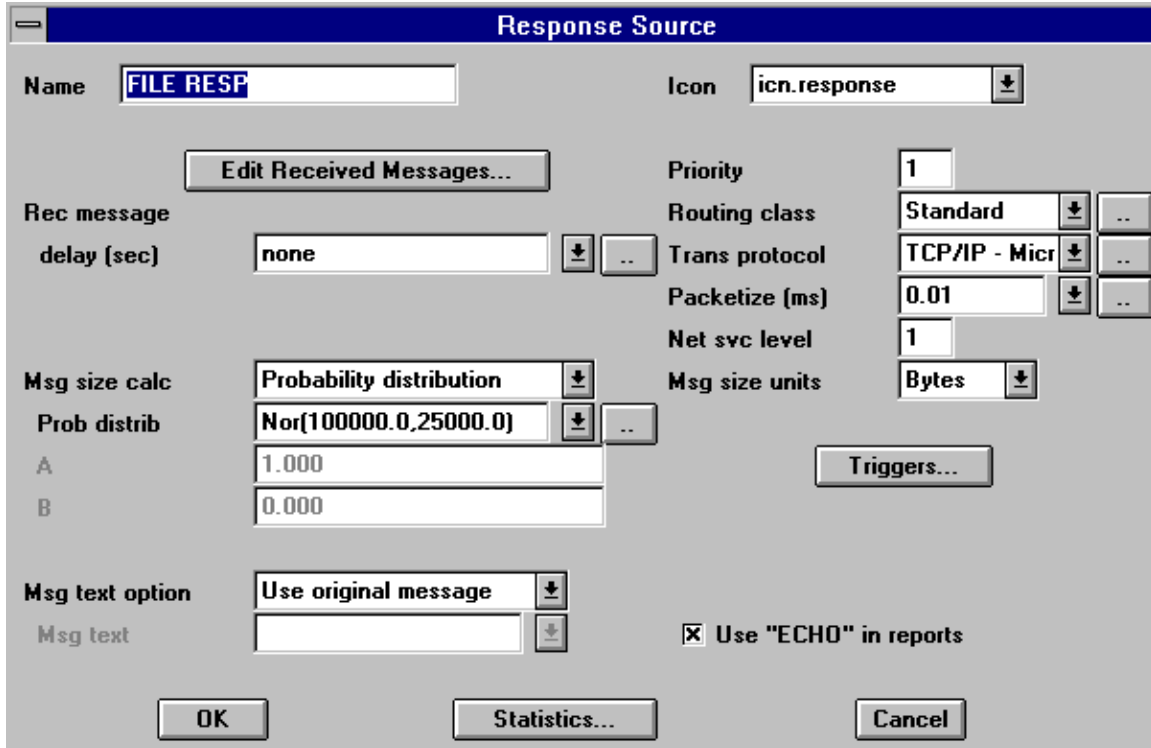 Response Source
Name FILE RESP Icon icn.response
Edit Received Messages... Priority 1
Rec message Routing class Standard ..
delay (sec) none .. Trans protocol TCP/IP - Micr ..
Packetize (ms) 0.01 ..
Net svc level 1
Msg size calc Probability distribution Msg size units Bytes
Prob distrib Nor(100000.0,25000.0) ..
A 1.000 Triggers...
B 0.000
Msg text option Use original message
Msg text Use "ECHO" in reports
OK Statistics... Cancel